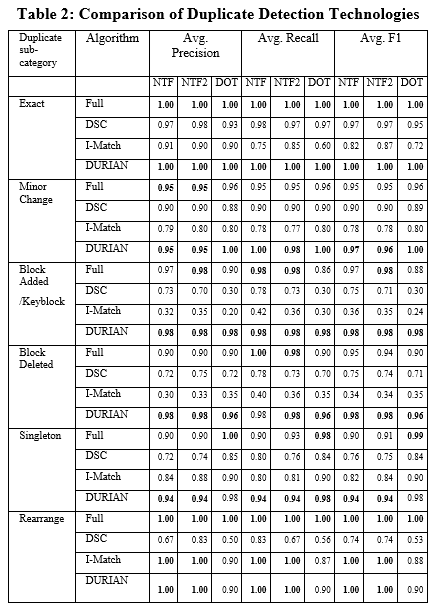 Table 2: Comparison of Duplicate Detection Technologies
Duplicate sub-category Algorithm Avg. Precision Avg. Recall Avg. F1
NTF NTF2 DOT NTF NTF2 DOT NTF NTF2 DOT
Exact Full 1.00 1.00 1.00 1.00 1.00 1.00 1.00 1.00 1.00
DSC 0.97 0.98 0.93 0.98 0.97 0.97 0.97 0.97 0.95
I-Match 0.91 0.90 0.90 0.75 0.85 0.60 0.82 0.87 0.72
DURIAN 1.00 1.00 1.00 1.00 1.00 1.00 1.00 1.00 1.00
Minor Change Full 0.95 0.95 0.96 0.95 0.95 0.96 0.95 0.95 0.96
DSC 0.90 0.90 0.88 0.90 0.90 0.90 0.90 0.90 0.89
I-Match 0.79 0.80 0.80 0.78 0.77 0.80 0.78 0.78 0.80
DURIAN 0.95 0.95 1.00 1.00 0.98 1.00 0.97 0.96 1.00
Block Added /Keyblock Full 0.97 0.98 0.90 0.98 0.98 0.86 0.97 0.98 0.88
DSC 0.73 0.70 0.30 0.78 0.73 0.30 0.75 0.71 0.30
I-Match 0.32 0.35 0.20 0.42 0.36 0.30 0.36 0.35 0.24
DURIAN 0.98 0.98 0.98 0.98 0.98 0.98 0.98 0.98 0.98
Block Deleted Full 0.90 0.90 0.90 1.00 0.98 0.90 0.95 0.94 0.90
DSC 0.72 0.75 0.72 0.78 0.73 0.70 0.75 0.74 0.71
I-Match 0.30 0.33 0.35 0.40 0.36 0.35 0.34 0.34 0.35
DURIAN 0.98 0.98 0.96 0.98 0.98 0.96 0.98 0.98 0.96
Singleton Full 0.90 0.90 1.00 0.80 0.93 0.98 0.90 0.91 0.99
DSC 0.72 0.74 0.85 0.80 0.76 0.84 0.76 0.75 0.84
I-Match 0.84 0.88 0.90 0.80 0.81 0.90 0.82 0.84 0.90
DURIAN 0.94 0.94 0.98 0.94 0.94 0.98 0.94 0.94 0.98
Rearrange Full 1.00 1.00 1.00 1.00 1.00 1.00 1.00 1.00 1.00
DSC 0.67 0.83 0.50 0.83 0.67 0.56 0.74 0.74 0.53
I-Match 1.00 1.00 0.90 1.00 1.00 0.87 1.00 1.00 0.88
DURIAN 1.00 1.00 0.90 1.00 1.00 0.90 1.00 1.00 0.90